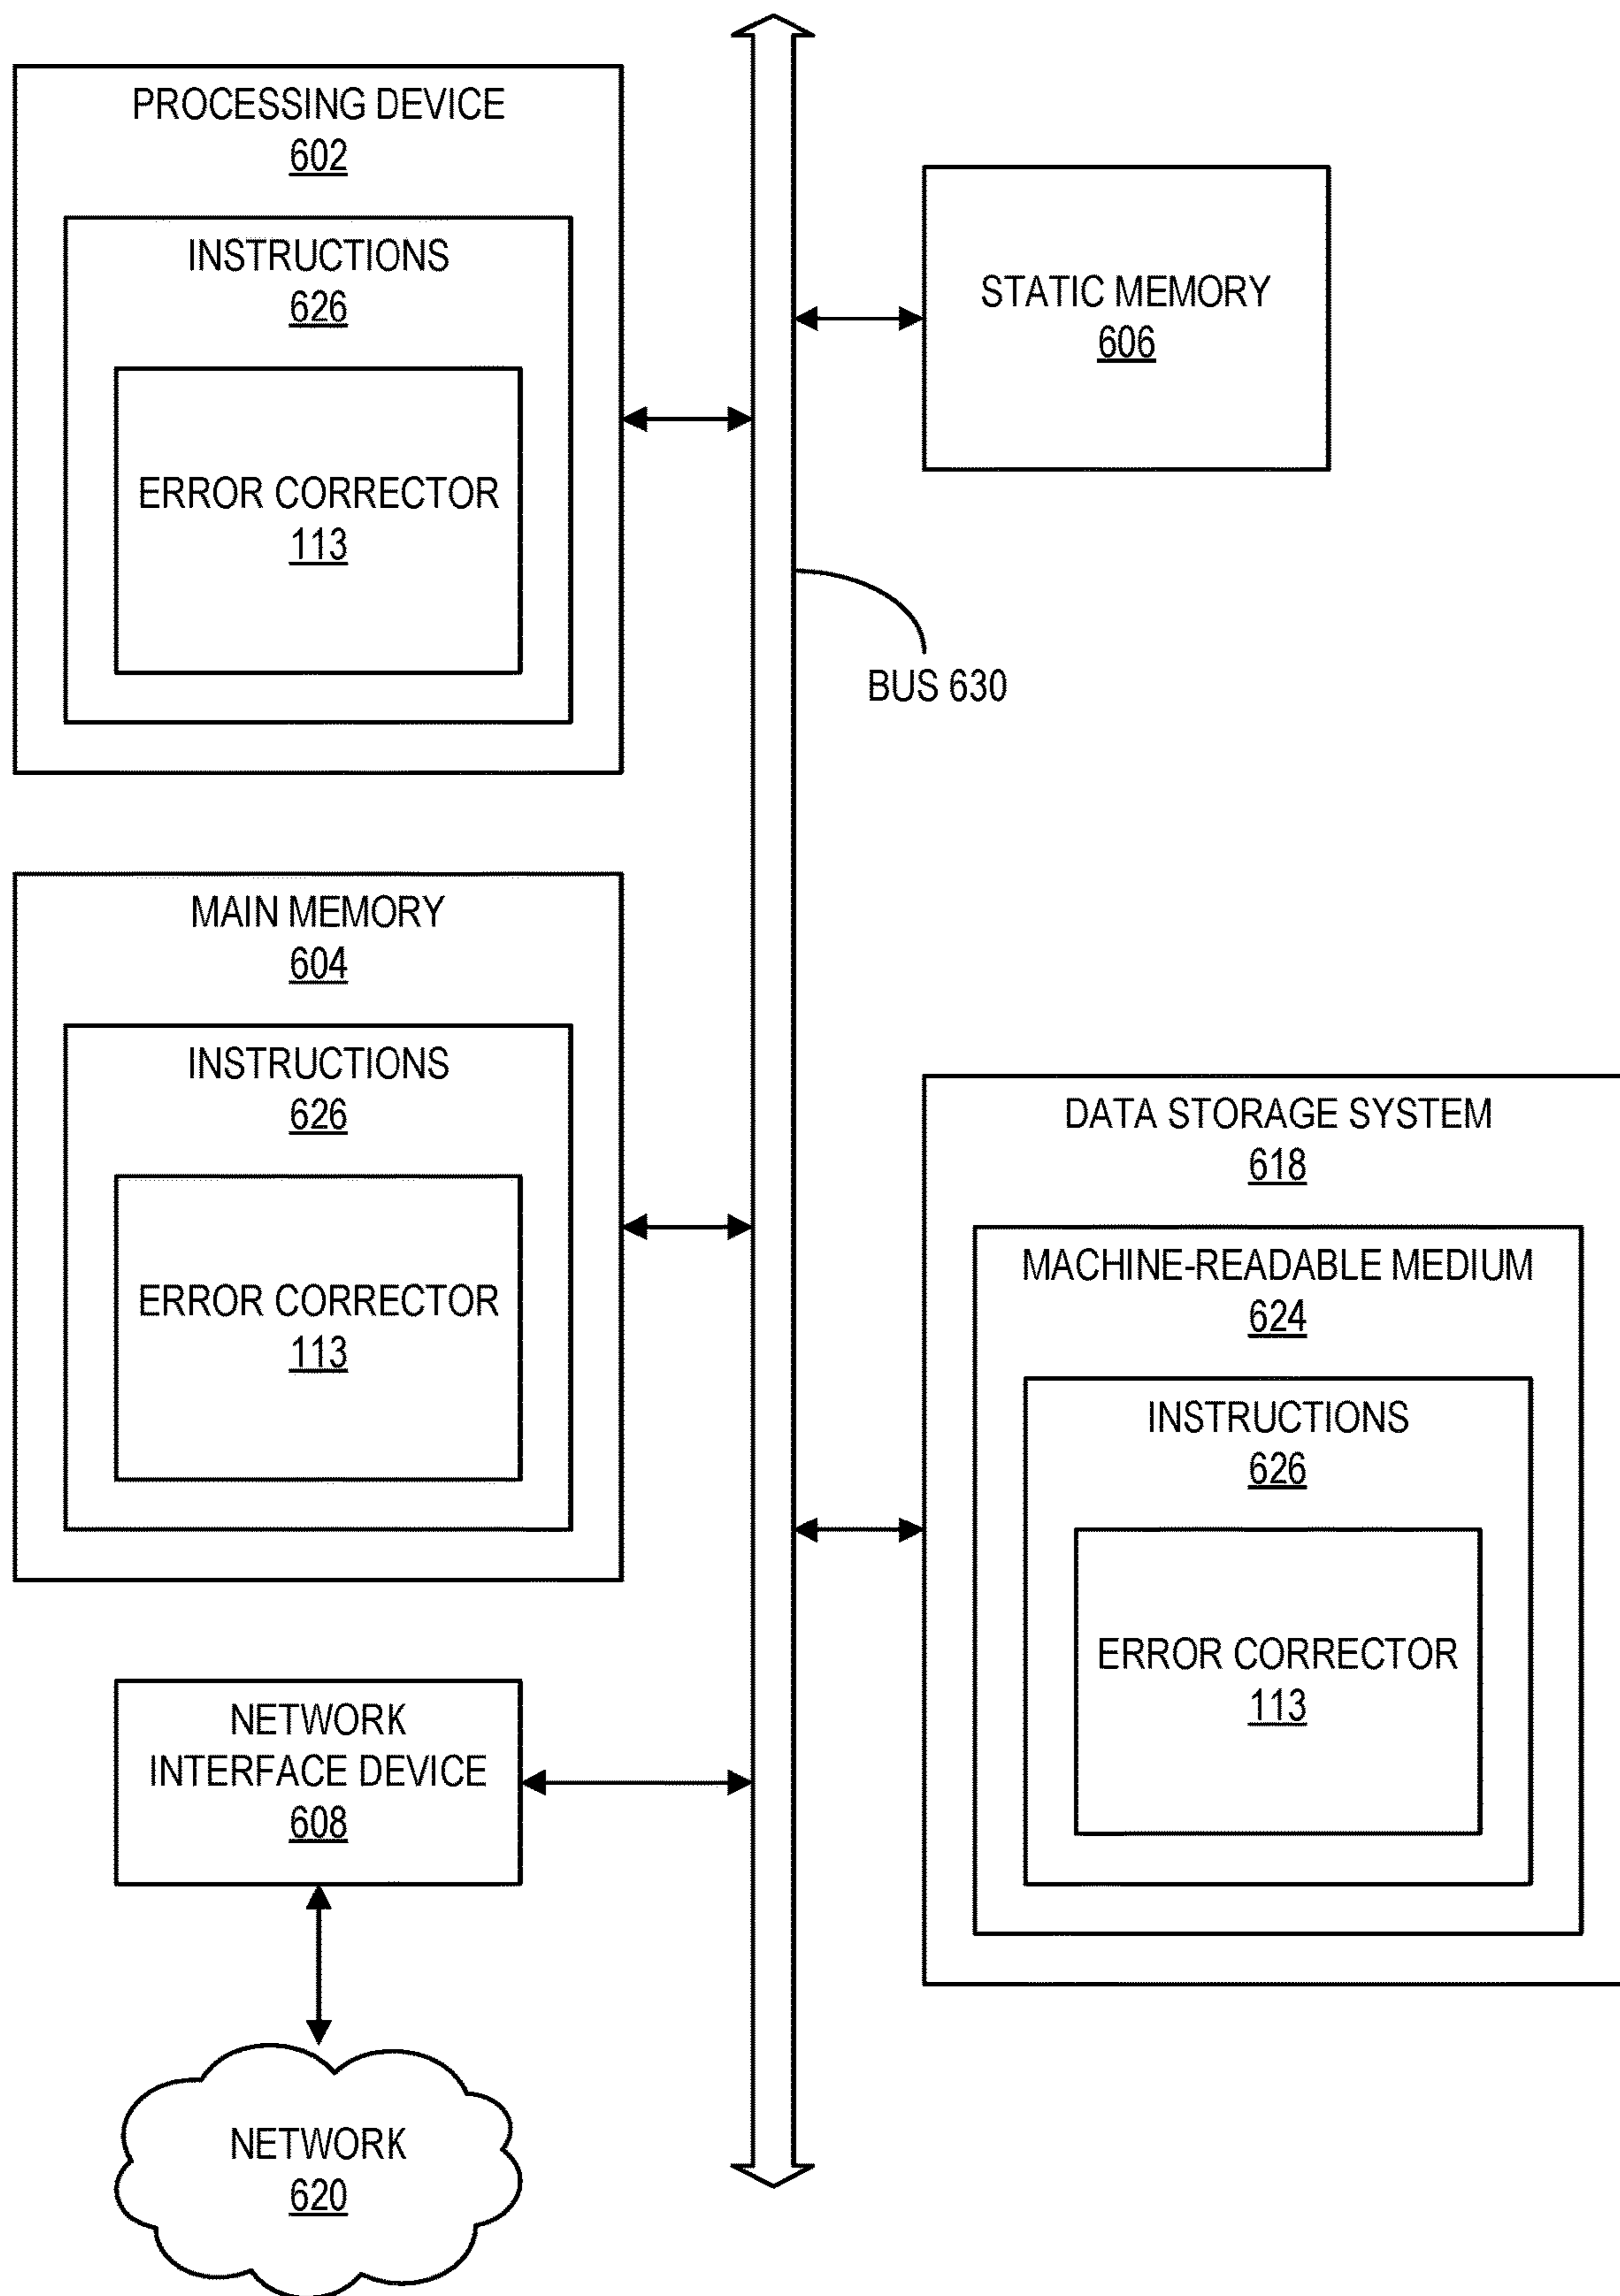 PROCESSING DEVICE
602
INSTRUCTIONS
626
ERROR CORRECTOR
113
STATIC MEMORY
606
BUS 630
MAIN MEMORY
604
INSTRUCTIONS
626
ERROR CORRECTOR
113
DATA STORAGE SYSTEM
618
MACHINE-READABLE MEDIUM
624
INSTRUCTIONS
626
ERROR CORRECTOR
113
NETWORK
INTERFACE DEVICE
608
NETWORK
620